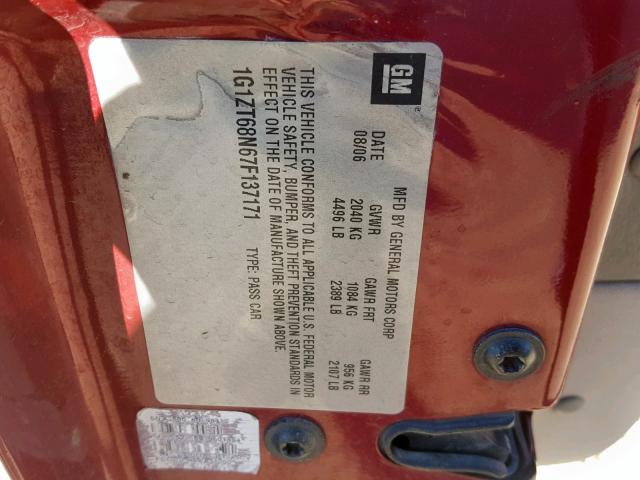 GM
MFD BY GENERAL MOTORS CORP
DATE GVWR GAWR FRT GAWR RR
08/06 2040 KG 1084 KG 956 KG
4496 LB 2389 LB 2107 LB
THIS VEHICLE CONFORMS TO ALL APPLICABLE U.S. FEDERAL MOTOR
VEHICLE SAFETY, BUMPER, AND THEFT PREVENTION STANDARDS IN
EFFECT ON THE DATE OF MANUFACTURE SHOWN ABOVE.
1G1ZT68N67F137171 TYPE: PASS CAR